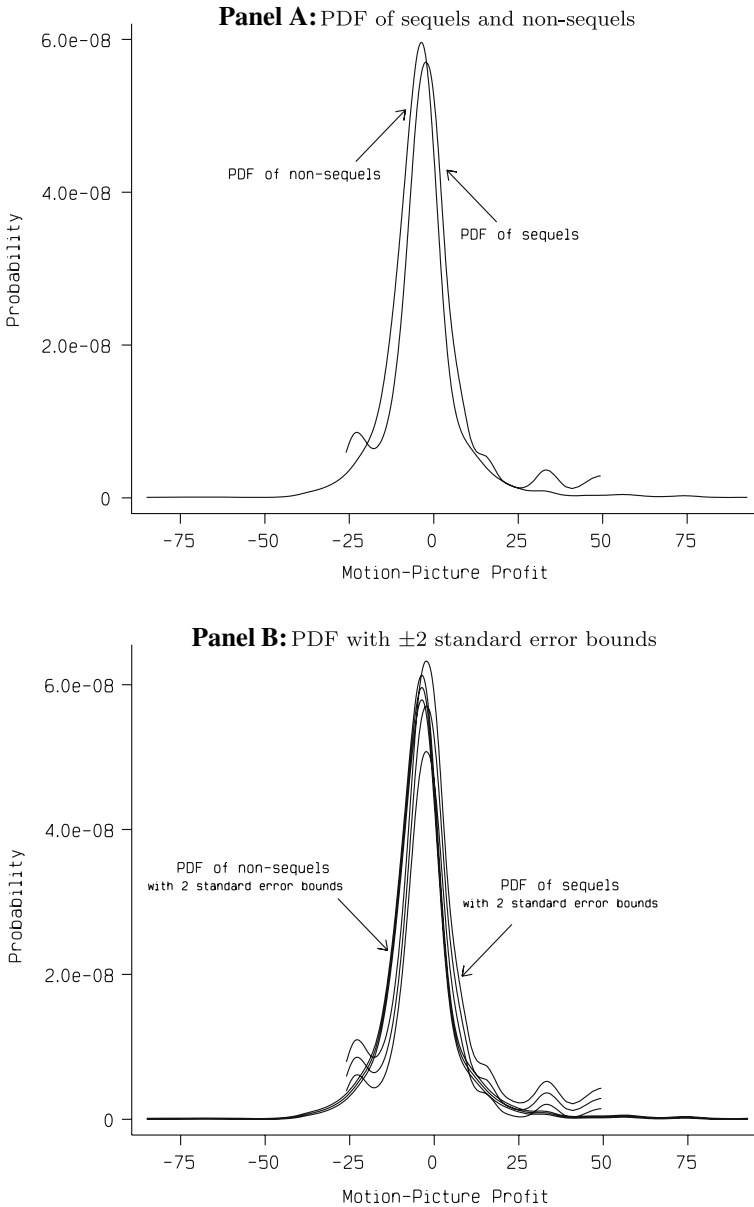 Panel A: PDF of sequels and non-sequels
6.0e-08
4.0e-08
2.0e-08
0
Probability
PDF of non-sequels
PDF of sequels
-75 -50 -25 0 25 50 75
Motion-Picture Profit
Panel B: PDF with ±2 standard error bounds
6.0e-08
4.0e-08
2.0e-08
0
Probability
PDF of non-sequels
with 2 standard error bounds
PDF of sequels
with 2 standard error bounds
-75 -50 -25 0 25 50 75
Motion-Picture Profit